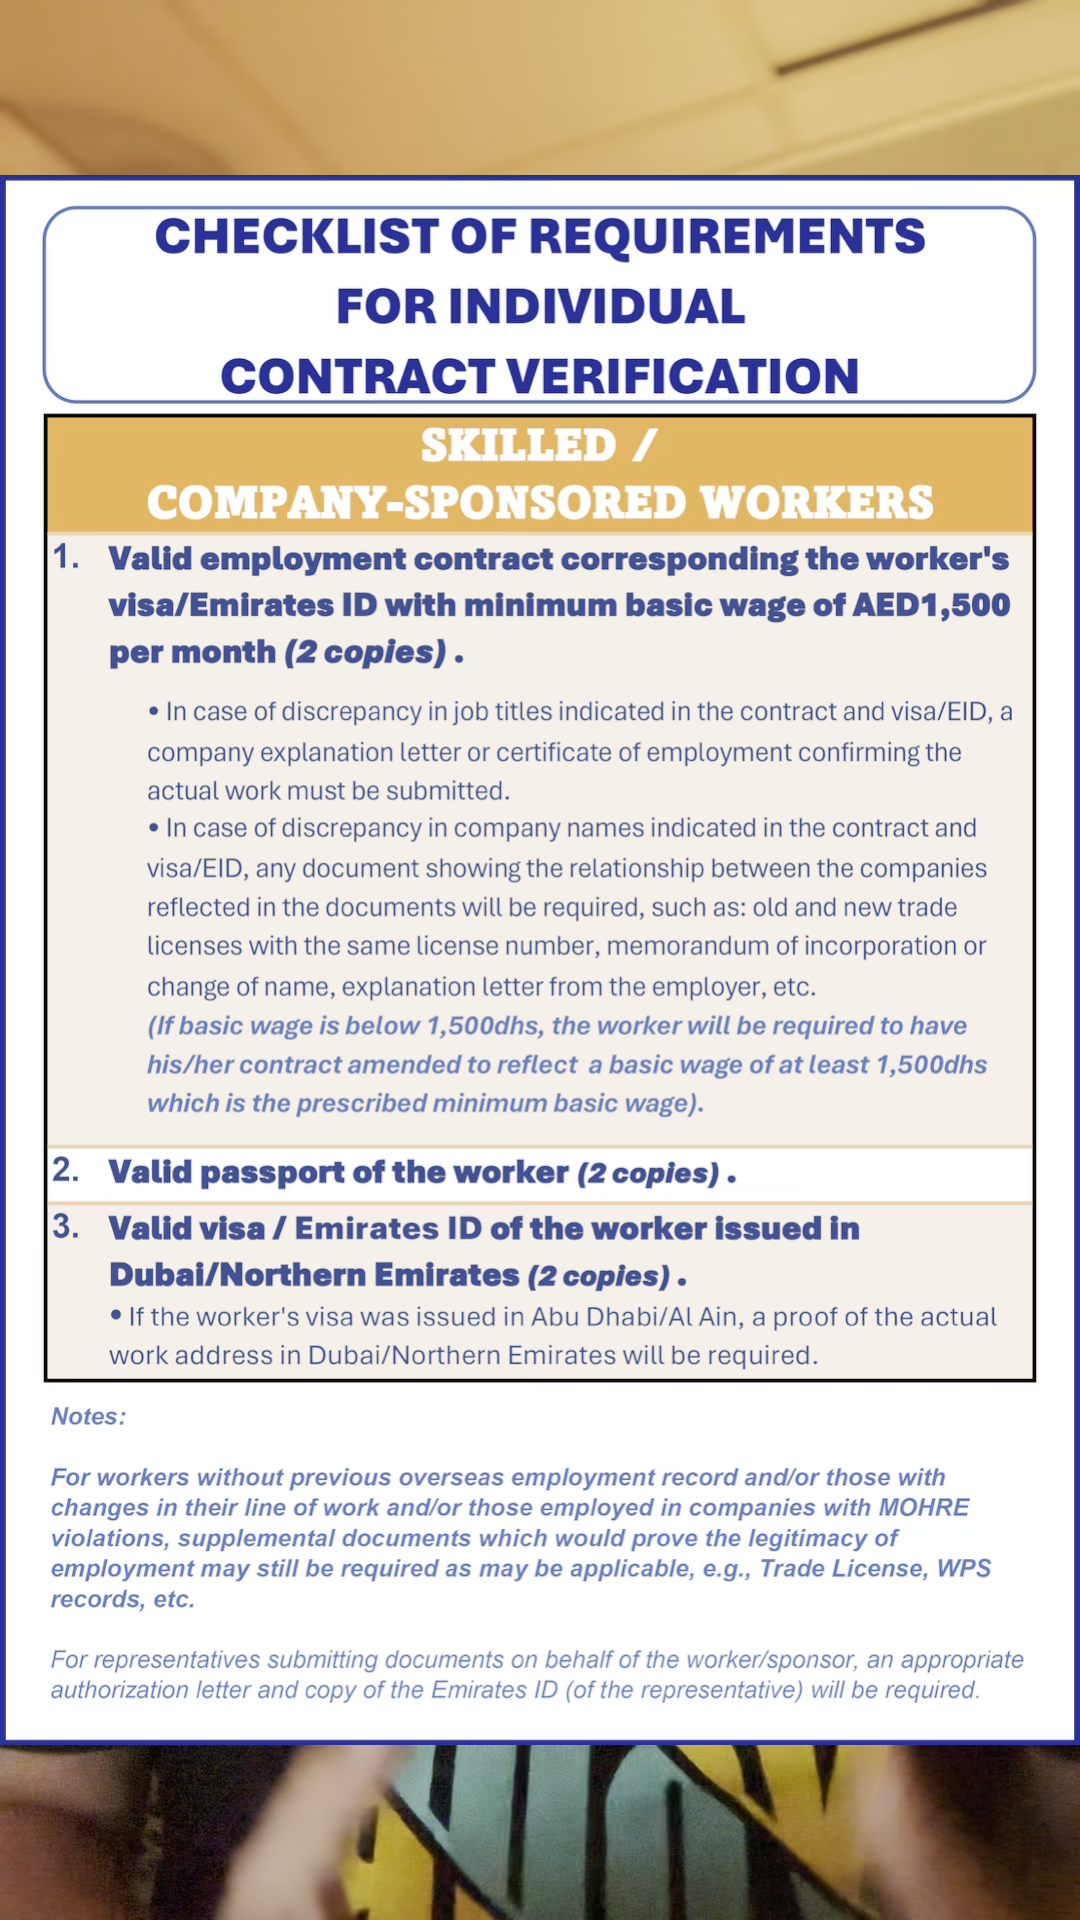 CHECKLIST OF REQUIREMENTS
FOR INDIVIDUAL
CONTRACT VERIFICATION
SKILLED /
COMPANY-SPONSORED WORKERS
1. Valid employment contract corresponding the worker's
visa/Emirates ID with minimum basic wage of AED1,500
per month (2 copies) .
• In case of discrepancy in job titles indicated in the contract and visa/EID, a
company explanation letter or certificate of employment confirming the
actual work must be submitted.
• In case of discrepancy in company names indicated in the contract and
visa/EID, any document showing the relationship between the companies
reflected in the documents will be required, such as: old and new trade
licenses with the same license number, memorandum of incorporation or
change of name, explanation letter from the employer, etc.
(If basic wage is below 1,500dhs, the worker will be required to have
his/her contract amended to reflect a basic wage of at least 1,500dhs
which is the prescribed minimum basic wage).
2. Valid passport of the worker (2 copies) .
3. Valid visa / Emirates ID of the worker issued in
Dubai/Northern Emirates (2 copies) .
• If the worker's visa was issued in Abu Dhabi/Al Ain, a proof of the actual
work address in Dubai/Northern Emirates will be required.
Notes:
For workers without previous overseas employment record and/or those with
changes in their line of work and/or those employed in companies with MOHRE
violations, supplemental documents which would prove the legitimacy of
employment may still be required as may be applicable, e.g., Trade License, WPS
records, etc.
For representatives submitting documents on behalf of the worker/sponsor, an appropriate
authorization letter and copy of the Emirates ID (of the representative) will be required.